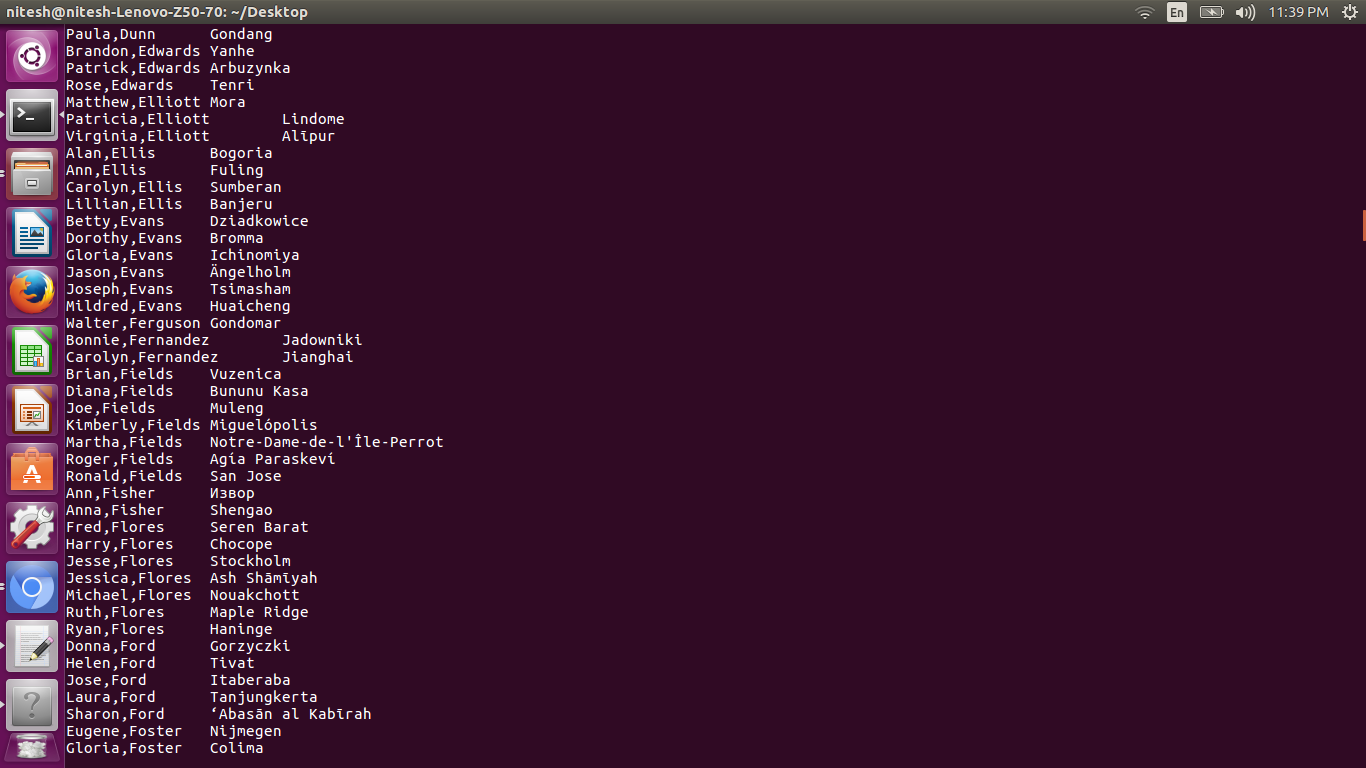 nitesh@nitesh-Lenovo-Z50-70: ~/Desktop En 11:39 PM
Paula,Dunn Gondang
Brandon,Edwards Yanhe
Patrick,Edwards Arbuzynka
Rose,Edwards Tenri
Matthew,Elliott Mora
Patricia,Elliott Lindome
Virginia,Elliott Alīpur
Alan,Ellis Bogoria
Ann,Ellis Fuling
Carolyn,Ellis Sumberan
Lillian,Ellis Banjeru
Betty,Evans Dziadkowice
Dorothy,Evans Bromma
Gloria,Evans Ichinomiya
Jason,Evans Ängelholm
Joseph,Evans Tsimasham
Mildred,Evans Huaicheng
Walter,Ferguson Gondomar
Bonnie,Fernandez Jadowniki
Carolyn,Fernandez Jianghai
Brian,Fields Vuzenica
Diana,Fields Bununu Kasa
Joe,Fields Muleng
Kimberly,Fields Miguelópolis
Martha,Fields Notre-Dame-de-l'Île-Perrot
Roger,Fields Agía Paraskeví
Ronald,Fields San Jose
Ann,Fisher Извор
Anna,Fisher Shengao
Fred,Flores Seren Barat
Harry,Flores Chocope
Jesse,Flores Stockholm
Jessica,Flores Ash Shāmīyah
Michael,Flores Nouakchott
Ruth,Flores Maple Ridge
Ryan,Flores Haninge
Donna,Ford Gorzyczki
Helen,Ford Tivat
Jose,Ford Itaberaba
Laura,Ford Tanjungkerta
Sharon,Ford ‘Abasān al Kabīrah
Eugene,Foster Nijmegen
Gloria,Foster Colima